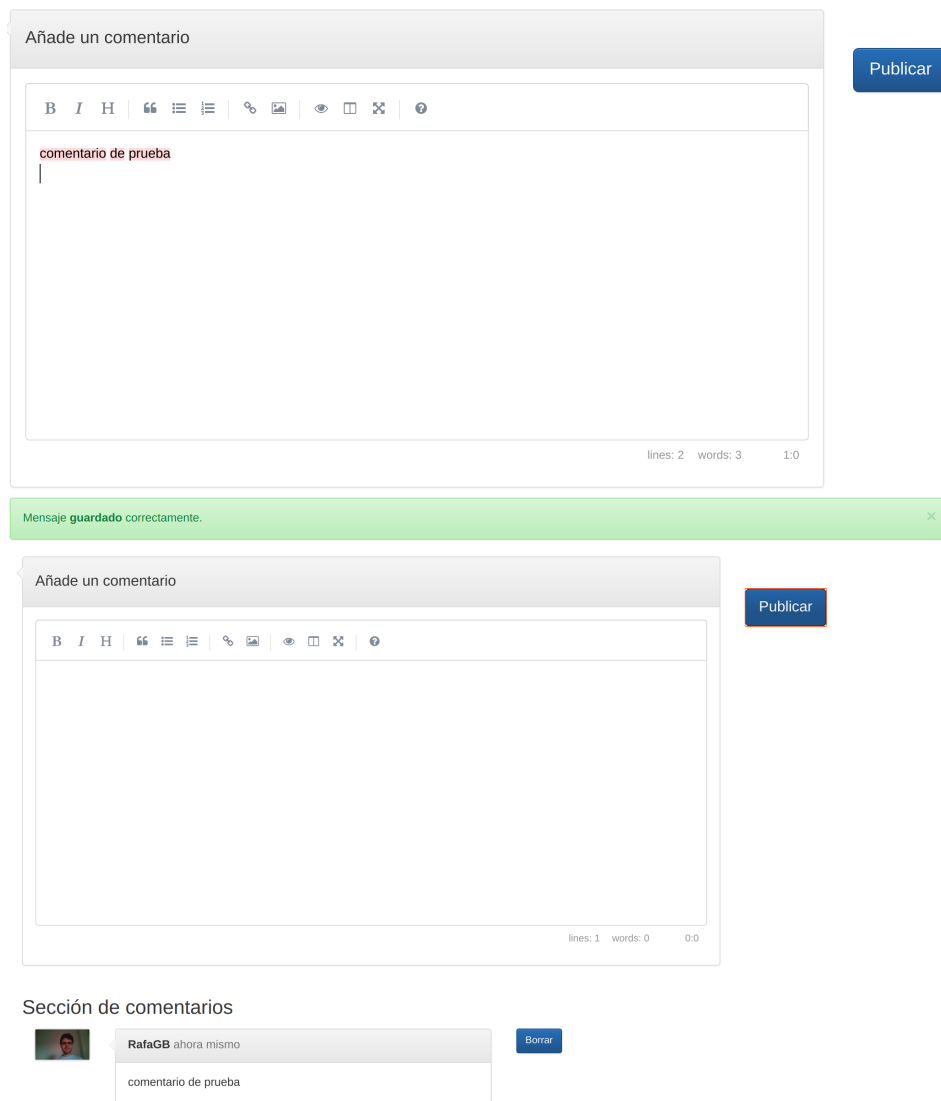 Añade un comentario
Publicar
B I H
comentario de prueba
lines: 2 words: 3 1:0
Mensaje guardado correctamente. ×
Añade un comentario
Publicar
B I H
lines: 1 words: 0 0:0
Sección de comentarios
RafaGB ahora mismo
Borrar
comentario de prueba